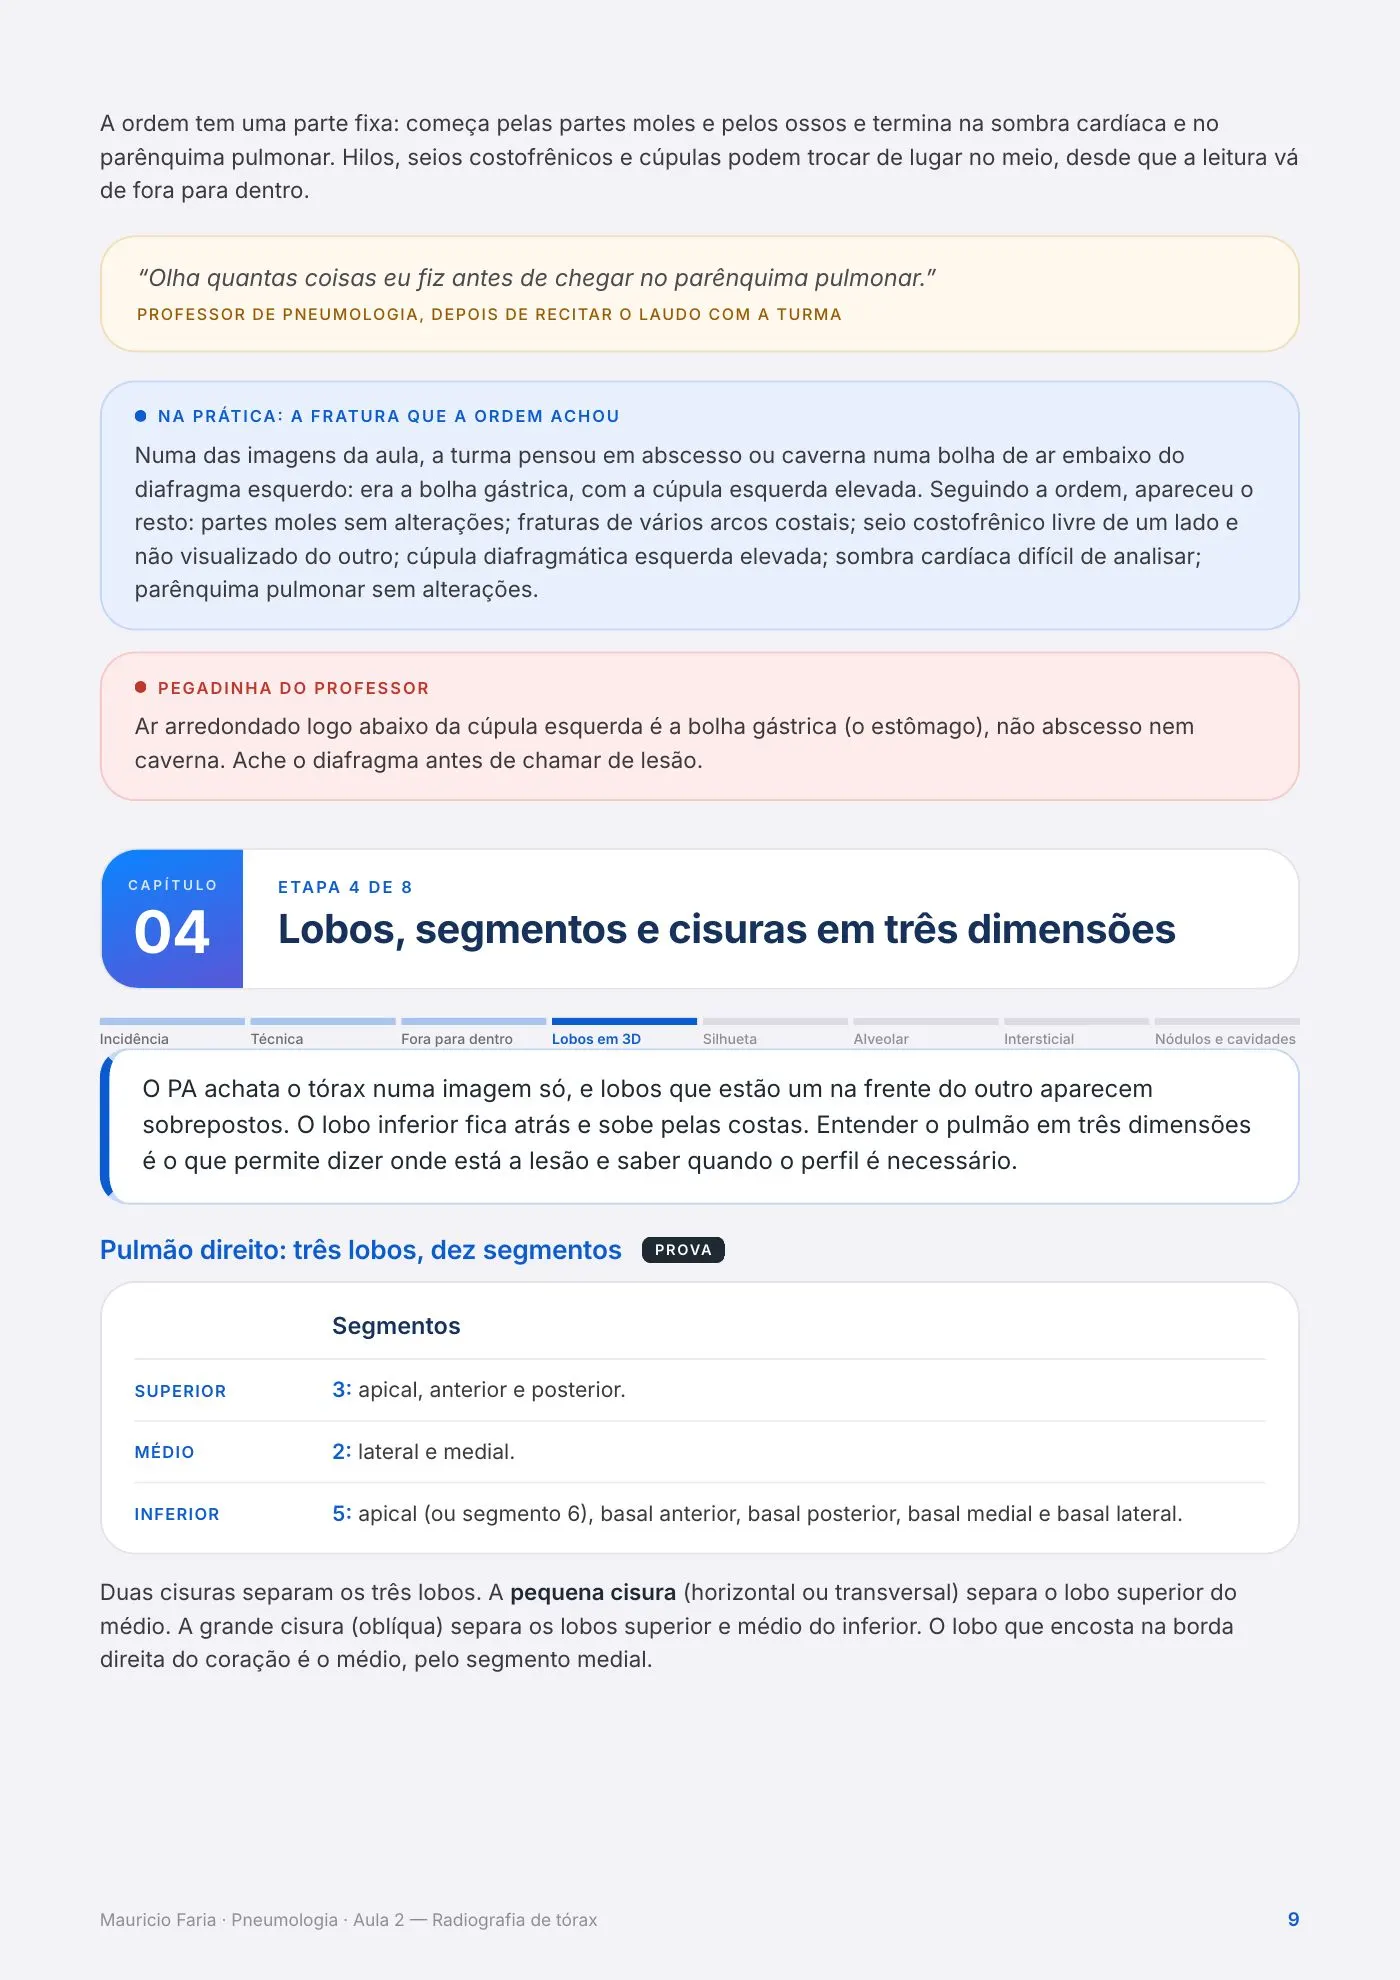 A ordem tem uma parte fixa: começa pelas partes moles e pelos ossos e termina na sombra cardíaca e no
parênquima pulmonar. Hilos, seios costofrênicos e cúpulas podem trocar de lugar no meio, desde que a leitura vá
de fora para dentro.
“Olha quantas coisas eu fiz antes de chegar no parênquima pulmonar.”
PROFESSOR DE PNEUMOLOGIA, DEPOIS DE RECITAR O LAUDO COM A TURMA
NA PRÁTICA: A FRATURA QUE A ORDEM ACHOU
Numa das imagens da aula, a turma pensou em abscesso ou caverna numa bolha de ar embaixo do
diafragma esquerdo: era a bolha gástrica, com a cúpula esquerda elevada. Seguindo a ordem, apareceu o
resto: partes moles sem alterações; fraturas de vários arcos costais; seio costofrênico livre de um lado e
não visualizado do outro; cúpula diafragmática esquerda elevada; sombra cardíaca difícil de analisar;
parênquima pulmonar sem alterações.
PEGADINHA DO PROFESSOR
Ar arredondado logo abaixo da cúpula esquerda é a bolha gástrica (o estômago), não abscesso nem
caverna. Ache o diafragma antes de chamar de lesão.
CAPÍTULO
04
ETAPA 4 DE 8
Lobos, segmentos e cisuras em três dimensões
Incidência Técnica Fora para dentro Lobos em 3D Silhueta Alveolar Intersticial Nódulos e cavidades
O PA achata o tórax numa imagem só, e lobos que estão um na frente do outro aparecem
sobrepostos. O lobo inferior fica atrás e sobe pelas costas. Entender o pulmão em três dimensões
é o que permite dizer onde está a lesão e saber quando o perfil é necessário.
Pulmão direito: três lobos, dez segmentos PROVA
Segmentos
SUPERIOR 3: apical, anterior e posterior.
MÉDIO 2: lateral e medial.
INFERIOR 5: apical (ou segmento 6), basal anterior, basal posterior, basal medial e basal lateral.
Duas cisuras separam os três lobos. A pequena cisura (horizontal ou transversal) separa o lobo superior do
médio. A grande cisura (oblíqua) separa os lobos superior e médio do inferior. O lobo que encosta na borda
direita do coração é o médio, pelo segmento medial.
Mauricio Faria · Pneumologia · Aula 2 — Radiografia de tórax 9